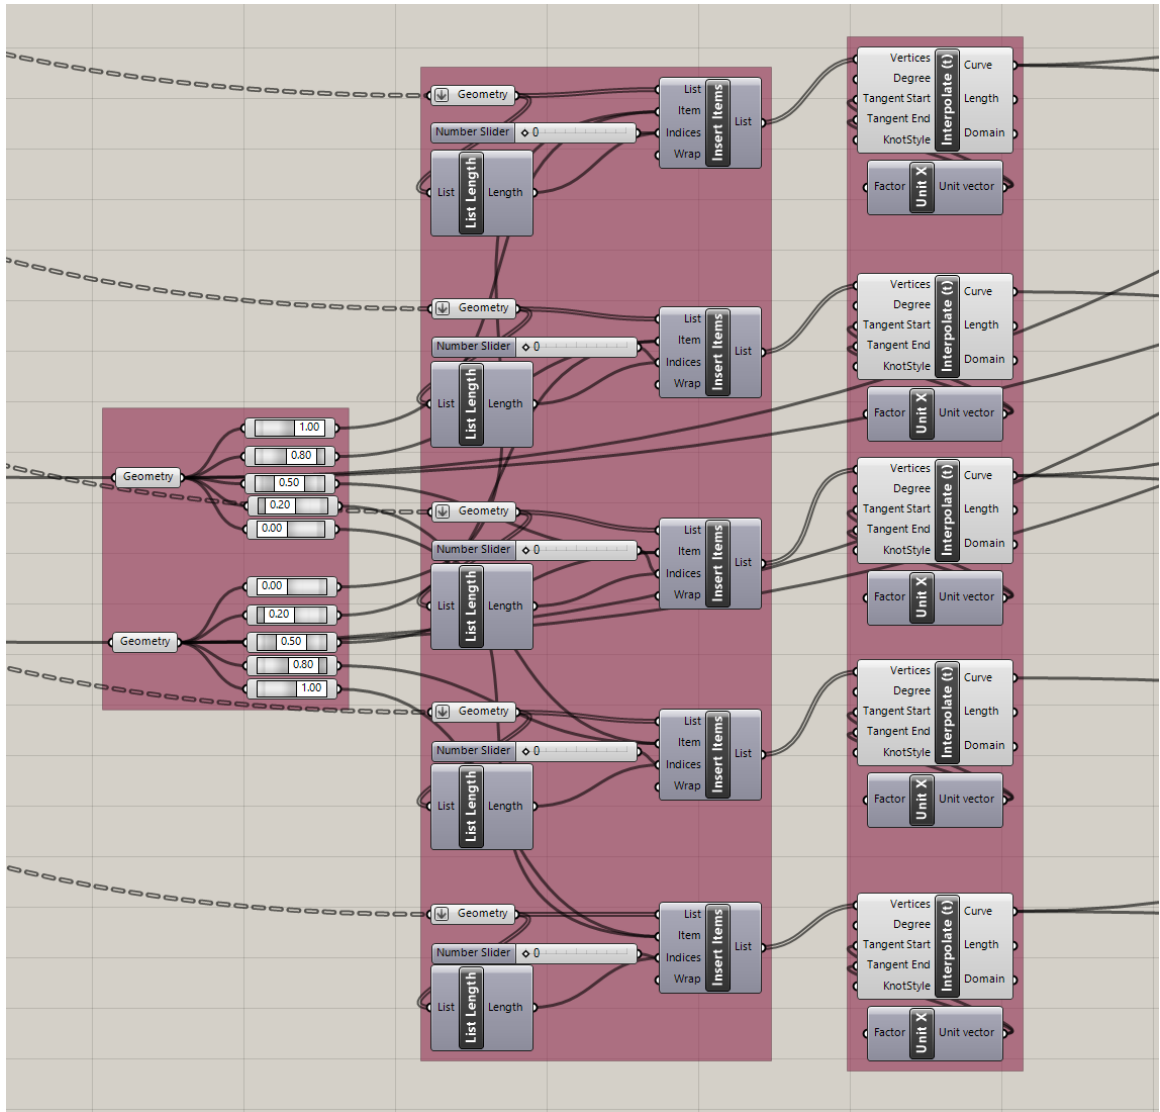 Geometry
1.00
0.80
0.50
0.20
0.00
Geometry
0.00
0.20
0.50
0.80
1.00
Geometry
Number Slider 0
List List Length Length
List
Item
Indices
Wrap
Insert Items
List
Vertices
Degree
Tangent Start
Tangent End
KnotStyle
Interpolate (t)
Curve
Length
Domain
Factor Unit X Unit vector
Geometry
Number Slider 0
List List Length Length
List
Item
Indices
Wrap
Insert Items
List
Vertices
Degree
Tangent Start
Tangent End
KnotStyle
Interpolate (t)
Curve
Length
Domain
Factor Unit X Unit vector
Geometry
Number Slider 0
List List Length Length
List
Item
Indices
Wrap
Insert Items
List
Vertices
Degree
Tangent Start
Tangent End
KnotStyle
Interpolate (t)
Curve
Length
Domain
Factor Unit X Unit vector
Geometry
Number Slider 0
List List Length Length
List
Item
Indices
Wrap
Insert Items
List
Vertices
Degree
Tangent Start
Tangent End
KnotStyle
Interpolate (t)
Curve
Length
Domain
Factor Unit X Unit vector
Geometry
Number Slider 0
List List Length Length
List
Item
Indices
Wrap
Insert Items
List
Vertices
Degree
Tangent Start
Tangent End
KnotStyle
Interpolate (t)
Curve
Length
Domain
Factor Unit X Unit vector